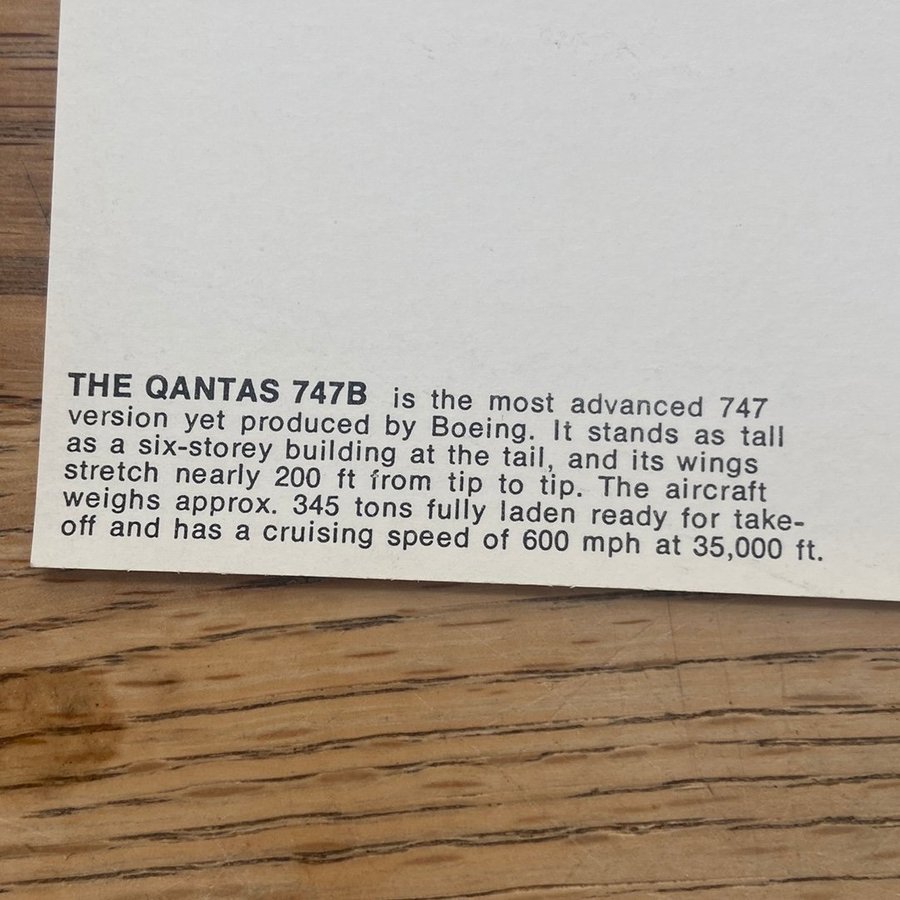 THE QANTAS 747B is the most advanced 747
version yet produced by Boeing. It stands as tall
as a six-storey building at the tail, and its wings
stretch nearly 200 ft from tip to tip. The aircraft
weighs approx. 345 tons fully laden ready for take-
off and has a cruising speed of 600 mph at 35,000 ft.